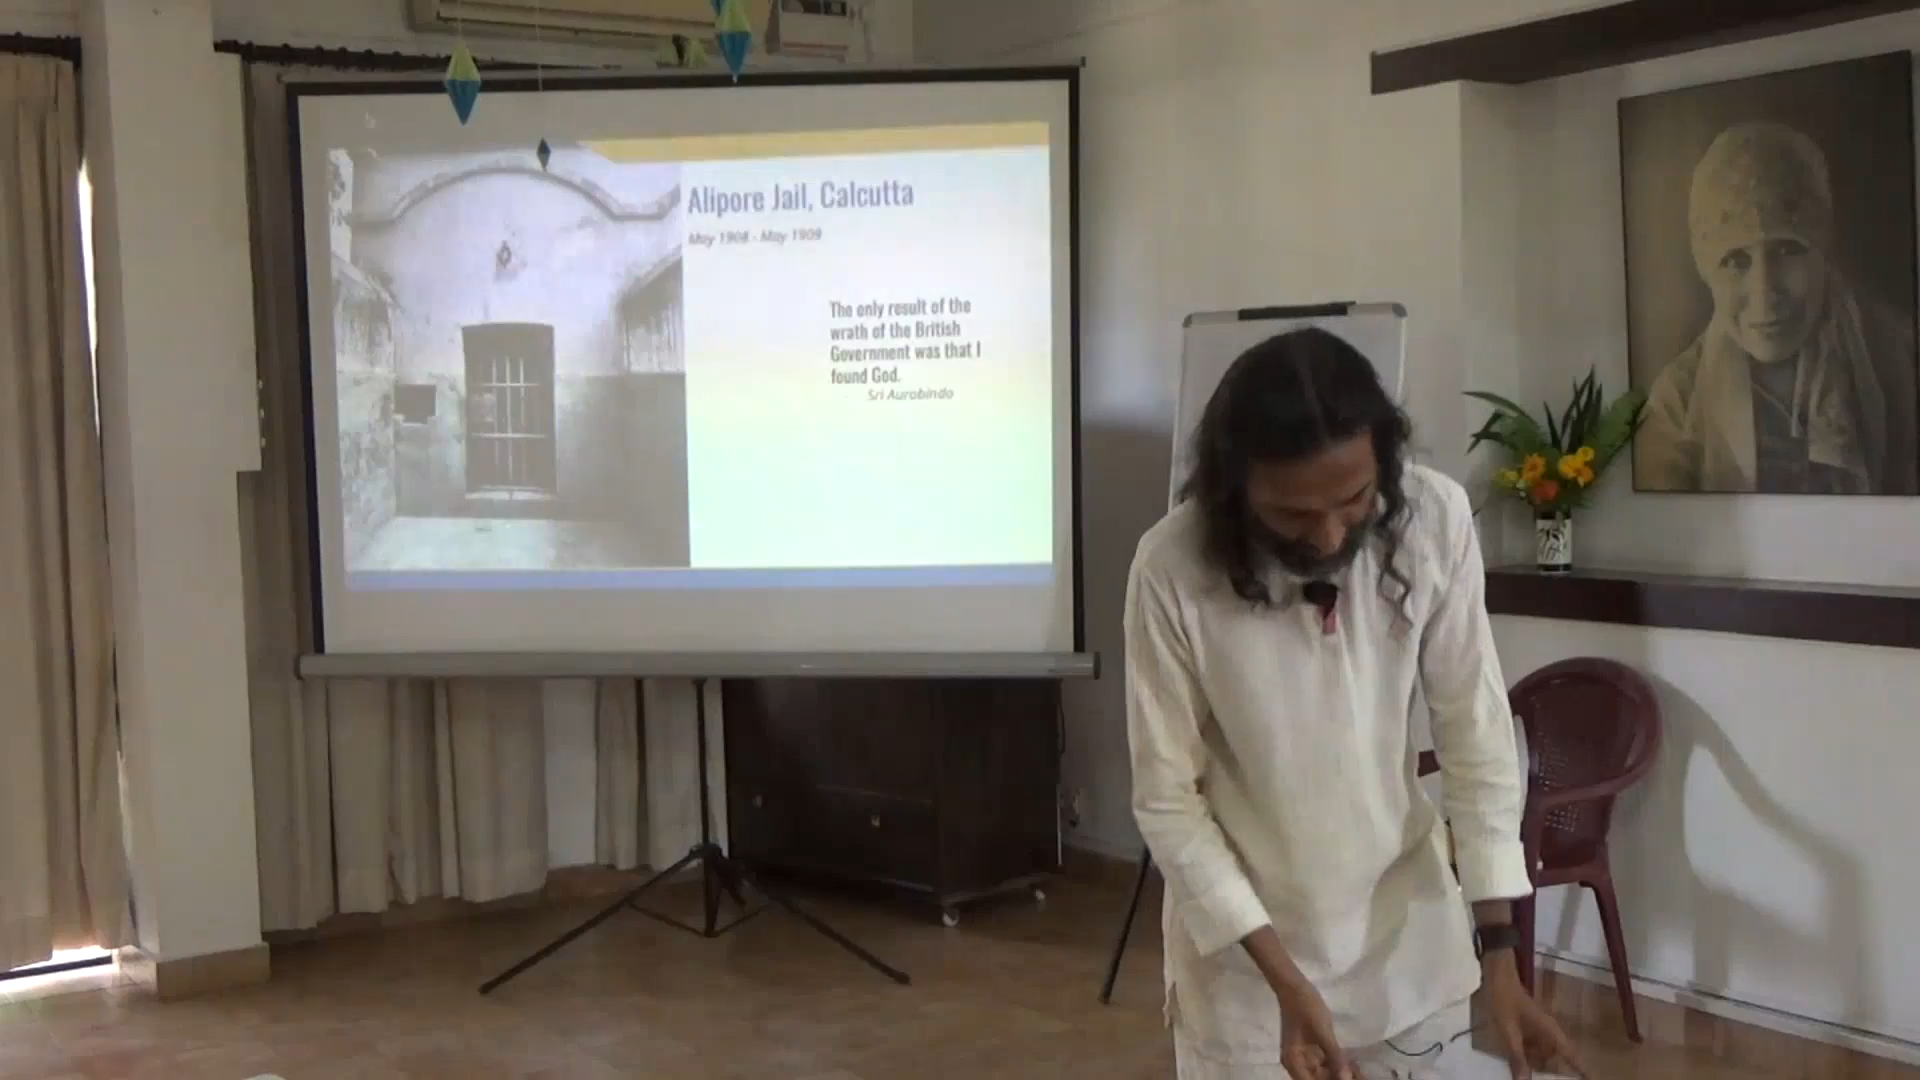 Alipore Jail, Calcutta
May 1908 - May 1909
The only result of the
wrath of the British
Government was that I
found God.
Sri Aurobindo